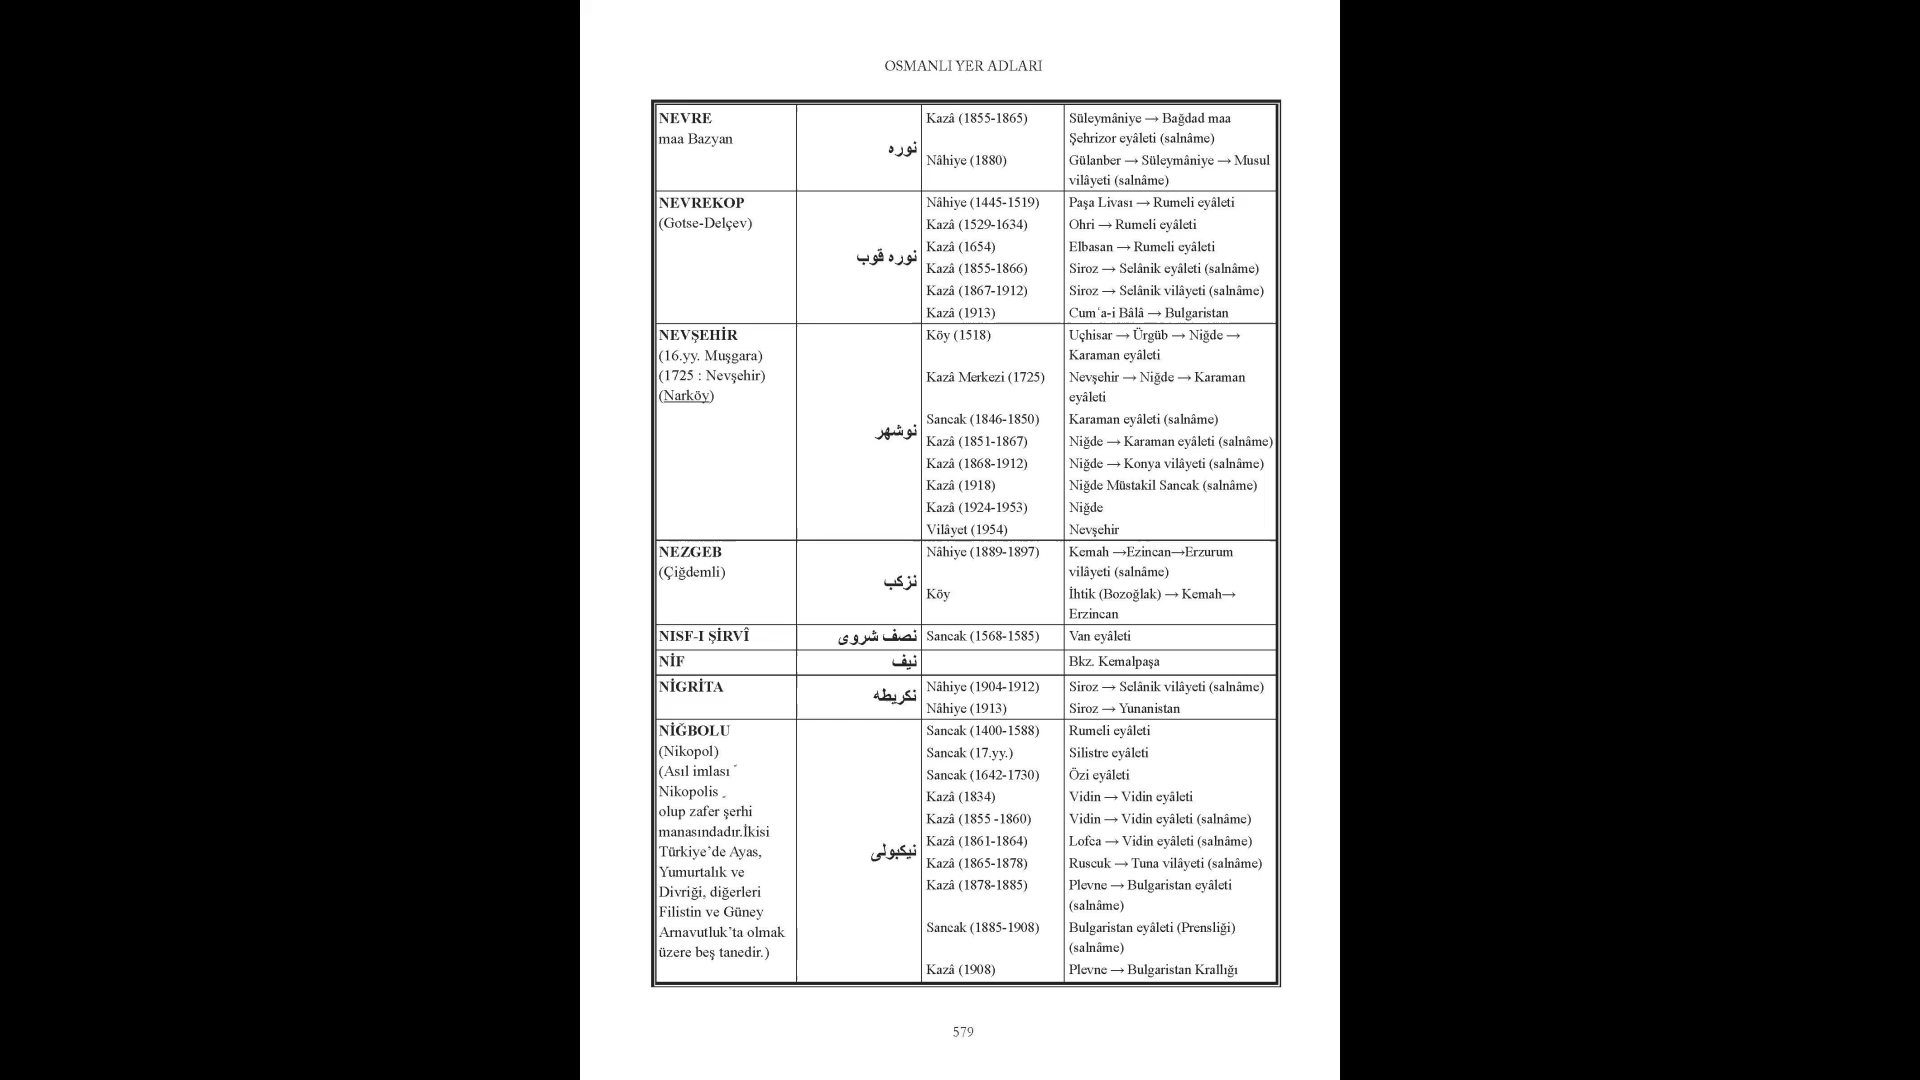 OSMANLI YER ADLARI
NEVRE
maa Bazyan
نوره
Kazâ (1855-1865)
Süleymâniye → Bağdad maa
Şehrizor eyâleti (salnâme)
Nâhiye (1880)
Gülanber → Süleymâniye → Musul
vilâyeti (salnâme)
NEVREKOP
(Gotse-Delçev)
نوره قوب
Nâhiye (1445-1519)
Paşa Livası → Rumeli eyâleti
Kazâ (1529-1634)
Ohri → Rumeli eyâleti
Kazâ (1654)
Elbasan → Rumeli eyâleti
Kazâ (1855-1866)
Siroz → Selânik eyâleti (salnâme)
Kazâ (1867-1912)
Siroz → Selânik vilâyeti (salnâme)
Kazâ (1913)
Cumʿa-i Bâlâ → Bulgaristan
NEVŞEHİR
(16.yy. Muşgara)
(1725 : Nevşehir)
(Narköy)
نوشهر
Köy (1518)
Uçhisar → Ürgüb → Niğde →
Karaman eyâleti
Kazâ Merkezi (1725)
Nevşehir → Niğde → Karaman
eyâleti
Sancak (1846-1850)
Karaman eyâleti (salnâme)
Kazâ (1851-1867)
Niğde → Karaman eyâleti (salnâme)
Kazâ (1868-1912)
Niğde → Konya vilâyeti (salnâme)
Kazâ (1918)
Niğde Müstakil Sancak (salnâme)
Kazâ (1924-1953)
Niğde
Vilâyet (1954)
Nevşehir
NEZGEB
(Çiğdemli)
نزكب
Nâhiye (1889-1897)
Kemah →Ezincan→Erzurum
vilâyeti (salnâme)
Köy
İhtik (Bozoğlak) → Kemah→
Erzincan
NISF-I ŞİRVÎ
نصف شروى
Sancak (1568-1585)
Van eyâleti
NİF
نيف
Bkz. Kemalpaşa
NİGRİTA
نكريطه
Nâhiye (1904-1912)
Siroz → Selânik vilâyeti (salnâme)
Nâhiye (1913)
Siroz → Yunanistan
NİĞBOLU
(Nikopol)
(Asıl imlası ˝
Nikopolis ˷
olup zafer şerhi
manasındadır.İkisi
Türkiye’de Ayas,
Yumurtalık ve
Divriği, diğerleri
Filistin ve Güney
Arnavutluk’ta olmak
üzere beş tanedir.)
نيكبولى
Sancak (1400-1588)
Rumeli eyâleti
Sancak (17.yy.)
Silistre eyâleti
Sancak (1642-1730)
Özi eyâleti
Kazâ (1834)
Vidin → Vidin eyâleti
Kazâ (1855 -1860)
Vidin → Vidin eyâleti (salnâme)
Kazâ (1861-1864)
Lofca → Vidin eyâleti (salnâme)
Kazâ (1865-1878)
Ruscuk → Tuna vilâyeti (salnâme)
Kazâ (1878-1885)
Plevne → Bulgaristan eyâleti
(salnâme)
Sancak (1885-1908)
Bulgaristan eyâleti (Prensliği)
(salnâme)
Kazâ (1908)
Plevne → Bulgaristan Krallığı
579